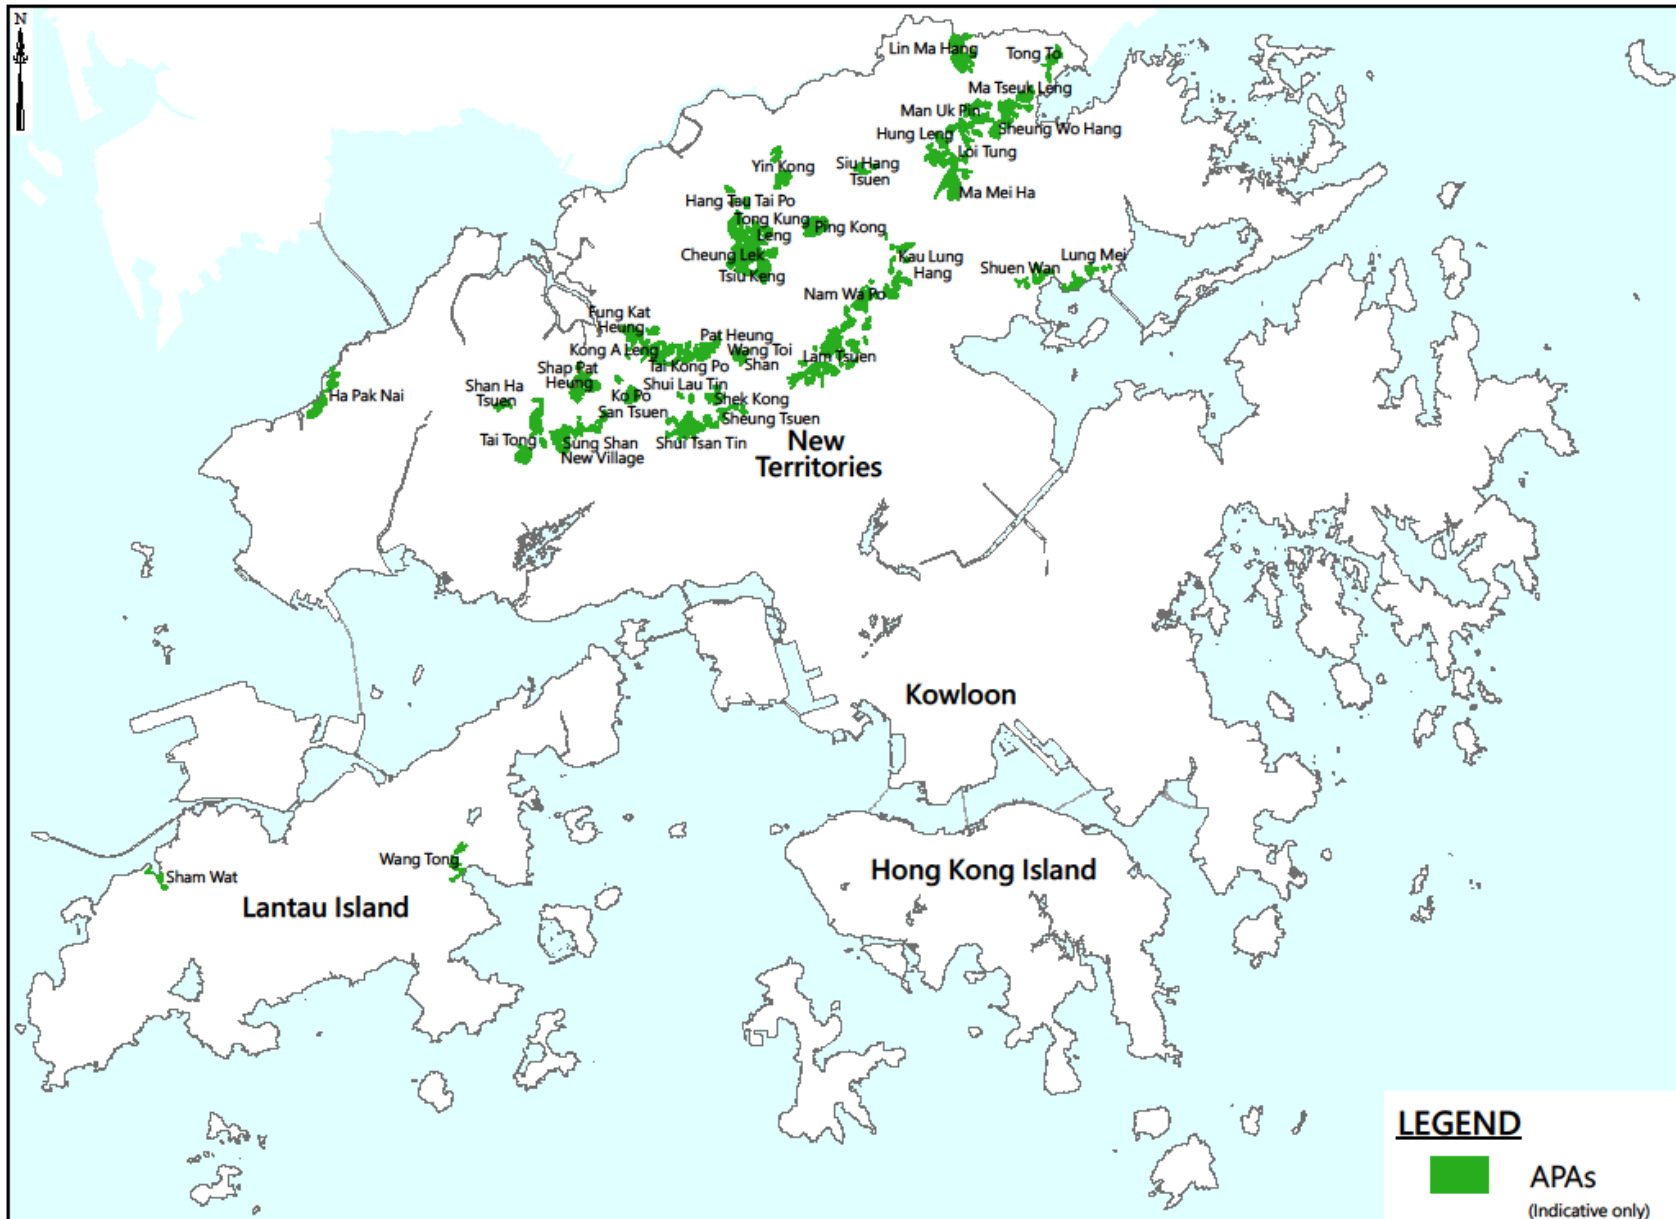 N
Lin Ma Hang
Tong To
Ma Tseuk Leng
Man Uk Pin
Sheung Wo Hang
Hung Leng
Loi Tung
Siu Hang
Tsuen
Yin Kong
Ma Mei Ha
Hang Tau Tai Po
Tong Kung
Leng
Ping Kong
Cheung Lek
Tsiu Keng
Kau Lung
Hang
Shuen Wan
Lung Mei
Nam Wa Po
Fung Kat
Heung
Pat Heung
Kong A Leng
Wang Toi
Shan
Lam Tsuen
Tai Kong Po
Shap Pat
Heung
Shui Lau Tin
Shan Ha
Tsuen
Ha Pak Nai
Ko Po
San Tsuen
Shek Kong
Sheung Tsuen
Tai Tong
Sung Shan
New Village
Shui Tsan Tin
New
Territories
Kowloon
Wang Tong
Sham Wat
Hong Kong Island
Lantau Island
LEGEND
APAs
(Indicative only)